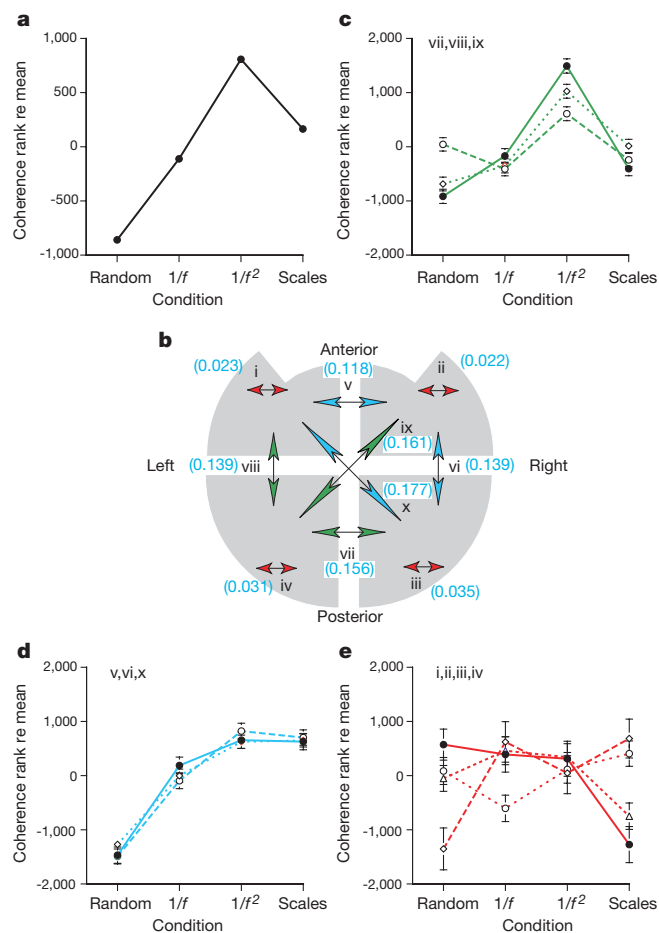 a
Coherence rank re mean
1,000
500
0
–500
–1,000
Random 1/f 1/f² Scales
Condition
c
vii,viii,ix
Coherence rank re mean
2,000
1,000
0
–1,000
–2,000
Random 1/f 1/f² Scales
Condition
b
Anterior
(0.023)
i
(0.118)
v
ii
(0.022)
ix
(0.161)
Left
(0.139)
viii
vi
(0.139)
Right
(0.177)
x
vii
(0.156)
(0.031)
iv
iii
(0.035)
Posterior
d
v,vi,x
Coherence rank re mean
2,000
1,000
0
–1,000
–2,000
Random 1/f 1/f² Scales
Condition
e
i,ii,iii,iv
Coherence rank re mean
2,000
1,000
0
–1,000
–2,000
Random 1/f 1/f² Scales
Condition